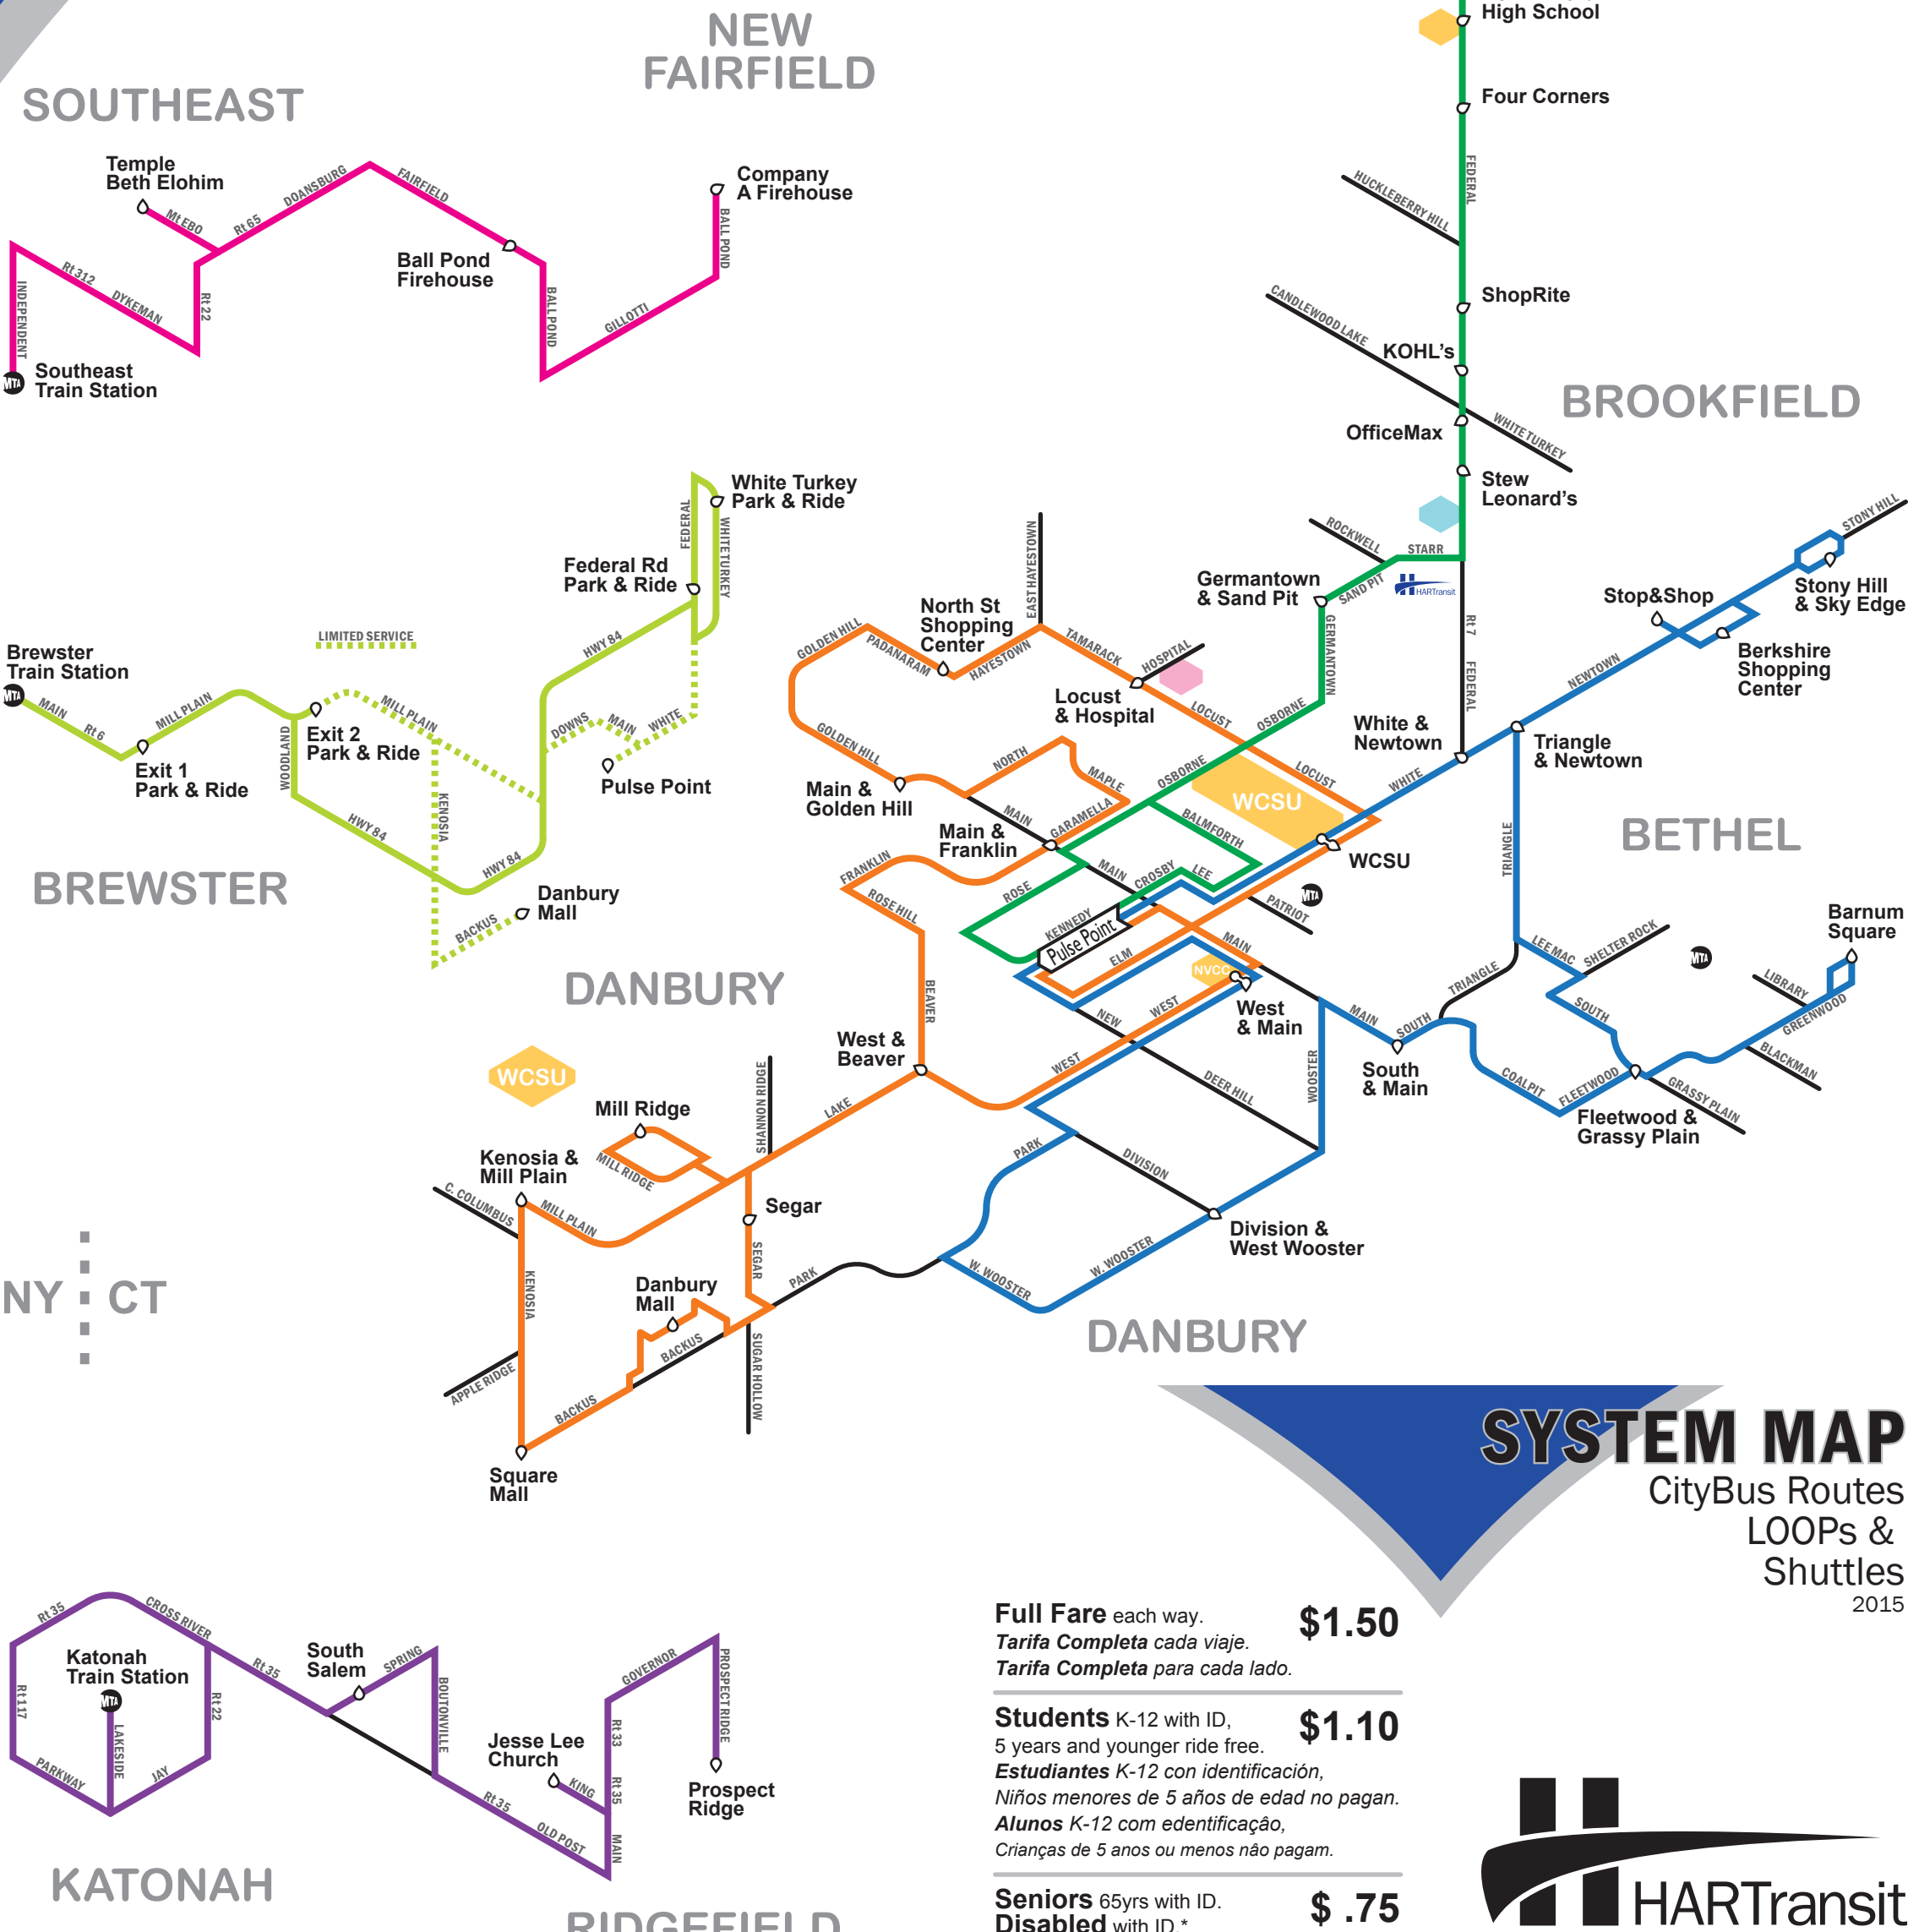 High School
NEW
FAIRFIELD
SOUTHEAST
Four Corners
Temple
Beth Elohim
Mt EBO
Rt 65
DOANSBURG
FAIRFIELD
Company
A Firehouse
BALL POND
Ball Pond
Firehouse
Rt 312
DYKEMAN
INDEPENDENT
Rt 22
BALL POND
GILLOTTI
MTA
Southeast
Train Station
FEDERAL
HUCKLEBERRY HILL
ShopRite
CANDLEWOOD LAKE
KOHL's
BROOKFIELD
OfficeMax
WHITE TURKEY
Stew
Leonard's
White Turkey
Park & Ride
FEDERAL
WHITE TURKEY
Federal Rd
Park & Ride
HWY 84
LIMITED SERVICE
Brewster
Train Station
MTA
MAIN
Rt 6
MILL PLAIN
Exit 1
Park & Ride
Exit 2
Park & Ride
MILL PLAIN
WOODLAND
DOWNS
MAIN
WHITE
Pulse Point
KENOSIA
HWY 84
HWY 84
Danbury
Mall
BACKUS
BREWSTER
ROCKWELL
STARR
SAND PIT
HARTransit
Germantown
& Sand Pit
GERMANTOWN
EAST HAYESTOWN
North St
Shopping
Center
GOLDEN HILL
PADANARAM
HAYESTOWN
TAMARACK
HOSPITAL
Locust
& Hospital
LOCUST
OSBORNE
Rt 7
FEDERAL
White &
Newtown
STONY HILL
Stop&Shop
Stony Hill
& Sky Edge
Berkshire
Shopping
Center
NEWTOWN
Triangle
& Newtown
GOLDEN HILL
NORTH
MAPLE
OSBORNE
LOCUST
WHITE
Main &
Golden Hill
MAIN
GARAMELLA
BALMFORTH
WCSU
WCSU
Main &
Franklin
FRANKLIN
ROSE HILL
ROSE
MAIN
CROSBY
LEE
KENNEDY
PATRIOT
MTA
Pulse Point
ELM
MAIN
NVCC
TRIANGLE
BETHEL
Barnum
Square
LEE MAC
SHELTER ROCK
MTA
LIBRARY
GREENWOOD
SOUTH
BLACKMAN
TRIANGLE
DANBURY
BEAVER
West
& Main
WEST
NEW
MAIN
SOUTH
West &
Beaver
WEST
DEER HILL
WOOSTER
South
& Main
COALPIT
FLEETWOOD
GRASSY PLAIN
Fleetwood &
Grassy Plain
WCSU
Mill Ridge
SHANNON RIDGE
LAKE
MILL RIDGE
Kenosia &
Mill Plain
C. COLUMBUS
MILL PLAIN
Segar
SEGAR
PARK
DIVISION
Division &
West Wooster
W. WOOSTER
W. WOOSTER
NY
CT
KENOSIA
Danbury
Mall
PARK
BACKUS
SUGAR HOLLOW
APPLE RIDGE
BACKUS
Square
Mall
DANBURY
SYSTEM MAP
CityBus Routes
LOOPs &
Shuttles
2015
Rt 35
CROSS RIVER
Katonah
Train Station
MTA
Rt 117
LAKESIDE
Rt 22
PARKWAY
JAY
Rt 35
South
Salem
SPRING
BOUTONVILLE
Rt 35
OLD POST
Jesse Lee
Church
KING
GOVERNOR
Rt 33
Rt 35
MAIN
PROSPECT RIDGE
Prospect
Ridge
KATONAH
RIDGEFIELD
Full Fare each way. $1.50
Tarifa Completa cada viaje.
Tarifa Completa para cada lado.
Students K-12 with ID, $1.10
5 years and younger ride free.
Estudiantes K-12 con identificación,
Niños menores de 5 años de edad no pagan.
Alunos K-12 com edentificação,
Crianças de 5 anos ou menos não pagam.
Seniors 65yrs with ID. $ .75
Disabled with ID.*
HARTransit